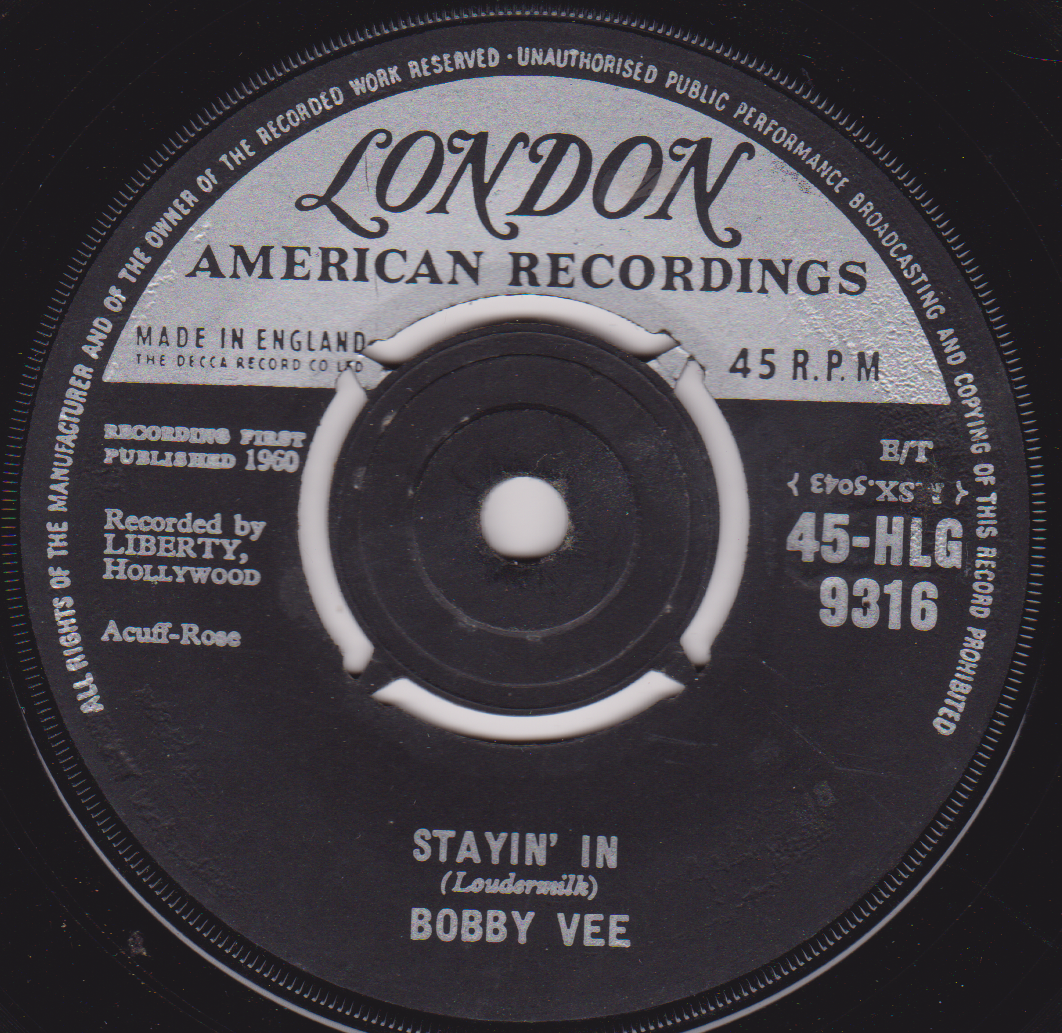 ALL RIGHTS OF THE MANUFACTURER AND OF THE OWNER OF THE RECORDED WORK RESERVED · UNAUTHORISED PUBLIC PERFORMANCE BROADCASTING AND COPYING OF THIS RECORD PROHIBITED
LONDON
AMERICAN RECORDINGS
MADE IN ENGLAND
THE DECCA RECORD CO LTD
45 R.P.M
RECORDING FIRST
PUBLISHED 1960
Recorded by
LIBERTY,
HOLLYWOOD
Acuff-Rose
E/T
SX.5043
45-HLG
9316
STAYIN' IN
(Loudermilk)
BOBBY VEE